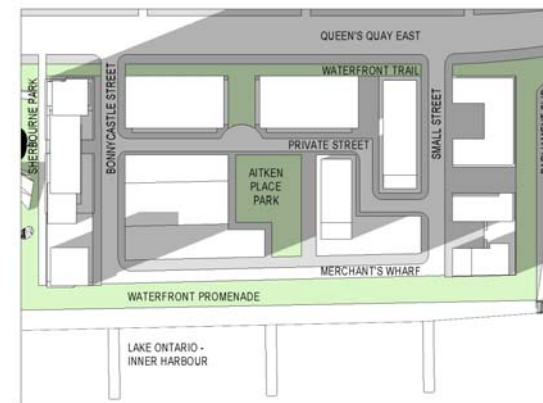 QUEEN'S QUAY EAST
WATERFRONT TRAIL
SHERBOURNE PARK
BONNYCASTLE STREET
SMALL STREET
PRIVATE STREET
AITKEN
PLACE
PARK
MERCHANT'S WHARF
WATERFRONT PROMENADE
LAKE ONTARIO -
INNER HARBOUR